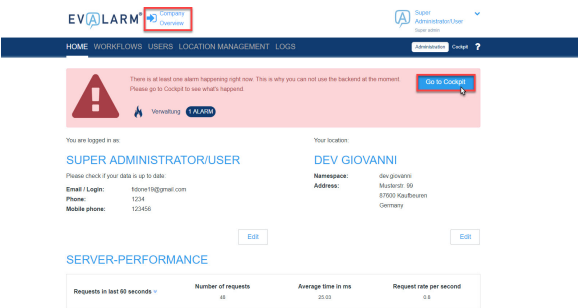 EVALARM®
Company
Overview
Super
Administrator/User
Super admin
HOME WORKFLOWS USERS LOCATION MANAGEMENT LOGS
Administration Cockpit ?
There is at least one alarm happening right now. This is why you can not use the backend at the moment.
Please go to Cockpit to see what's happend.
Go to Cockpit
Verwaltung 1 ALARM
You are logged in as:
Your location:
SUPER ADMINISTRATOR/USER
DEV GIOVANNI
Please check if your data is up to date:
Email / Login: fidone19@gmail.com
Phone: 1234
Mobile phone: 123456
Namespace: dev.giovanni
Address: Musterstr. 99
87600 Kaufbeuren
Germany
Edit
Edit
SERVER-PERFORMANCE
Requests in last 60 seconds
Number of requests
48
Average time in ms
25.03
Request rate per second
0.8